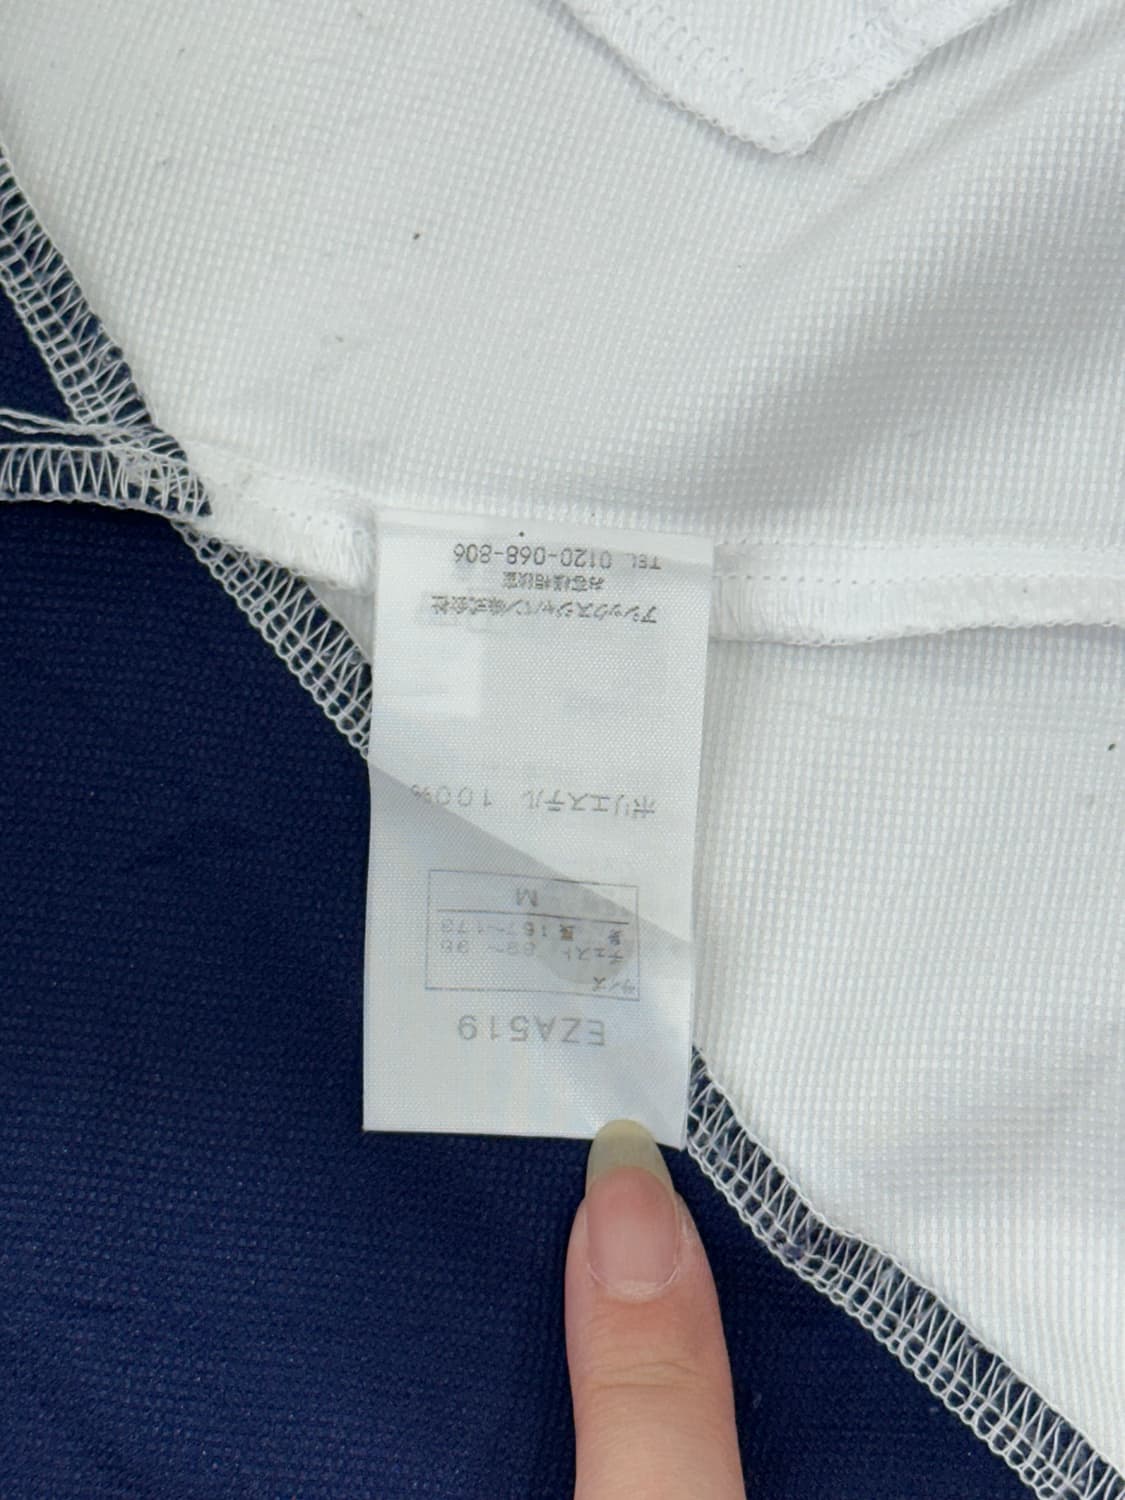 EZA519
サイズ
チェスト 89-96
身 長 167-173
M
ポリエステル 100%
アシックスジャパン株式会社
お客様相談室
TEL 0120-068-806